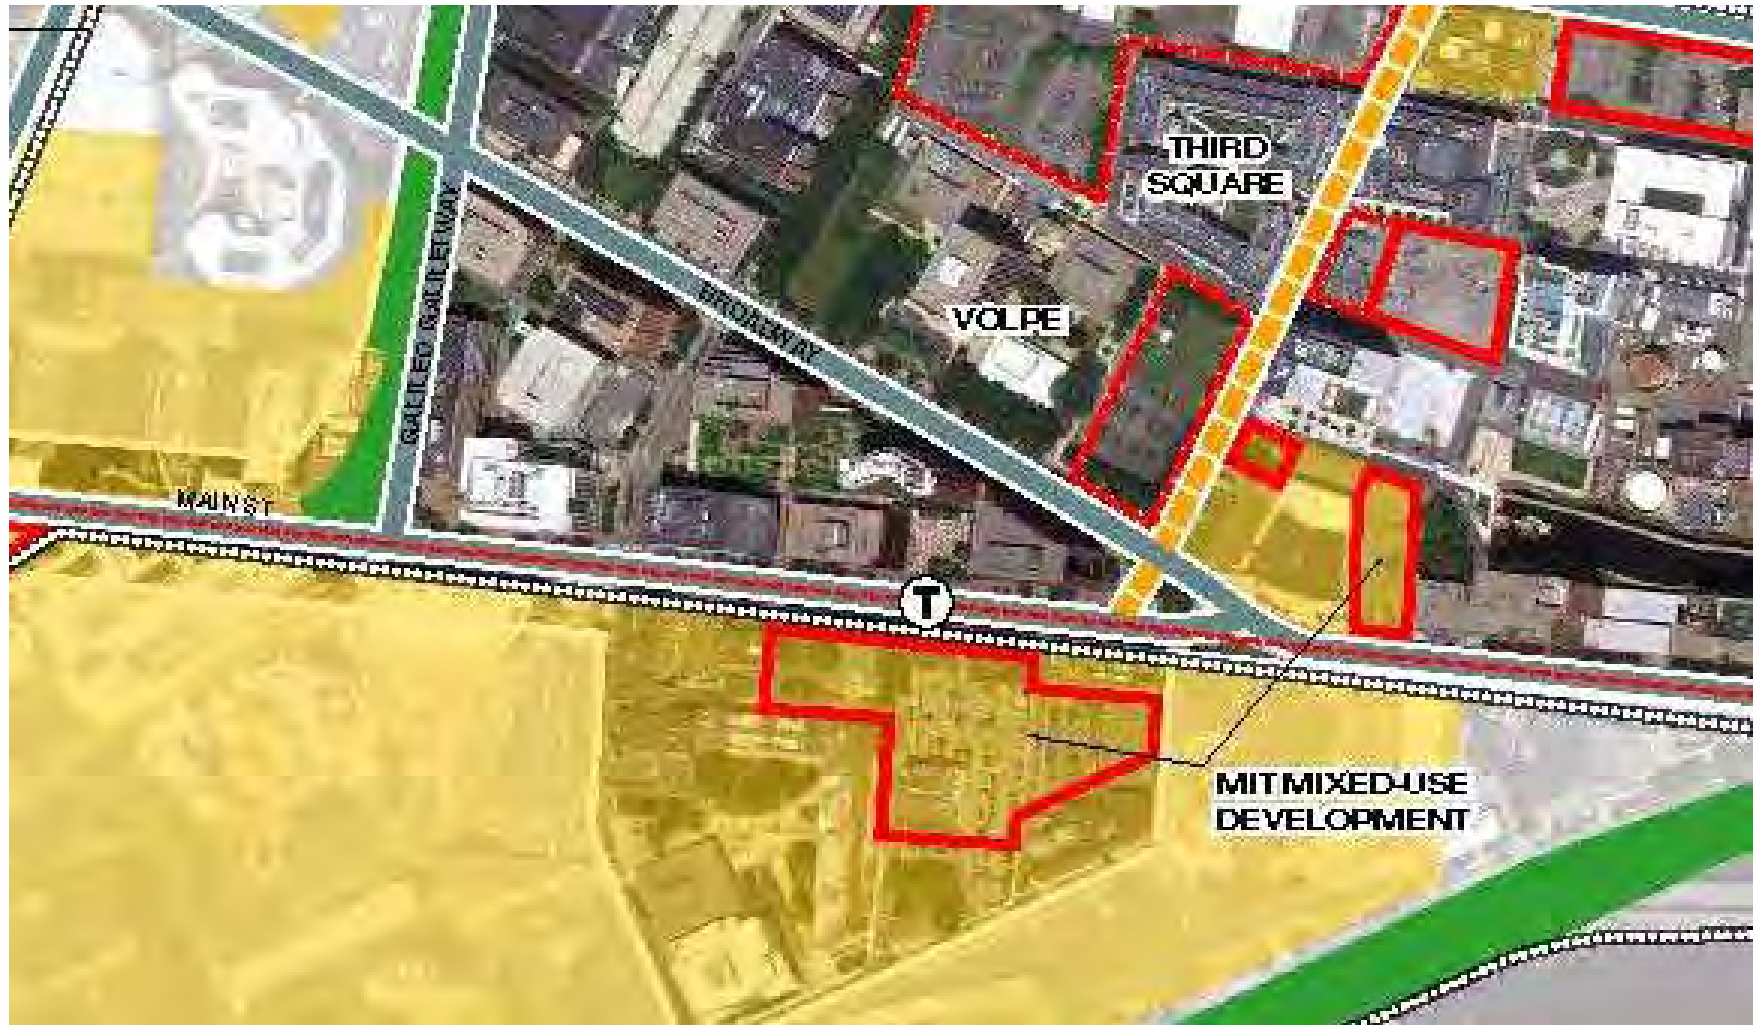 THIRD
SQUARE
GALILEO GALILEI WAY
BROADWAY
VOLPE
MAIN ST
T
MIT MIXED-USE
DEVELOPMENT